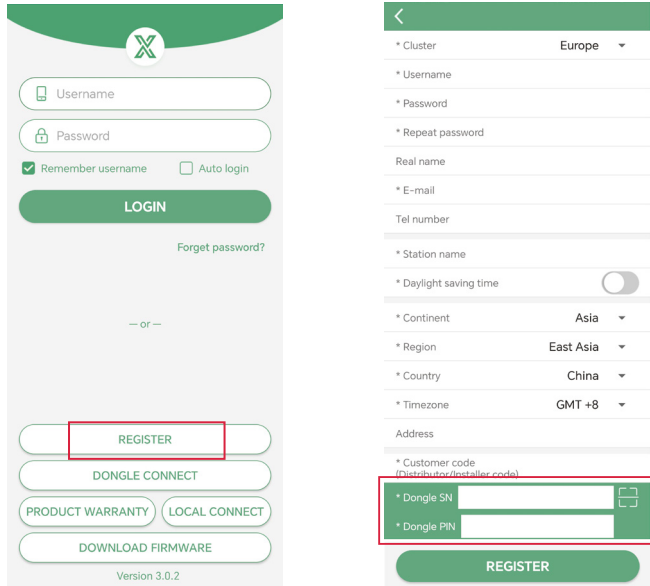 Username
Password
Remember username
Auto login
LOGIN
Forget password?
— or —
REGISTER
DONGLE CONNECT
PRODUCT WARRANTY
LOCAL CONNECT
DOWNLOAD FIRMWARE
Version 3.0.2
* Cluster Europe
* Username
* Password
* Repeat password
Real name
* E-mail
Tel number
* Station name
* Daylight saving time
* Continent Asia
* Region East Asia
* Country China
* Timezone GMT +8
Address
* Customer code
(Distributor/Installer code)
* Dongle SN
* Dongle PIN
REGISTER